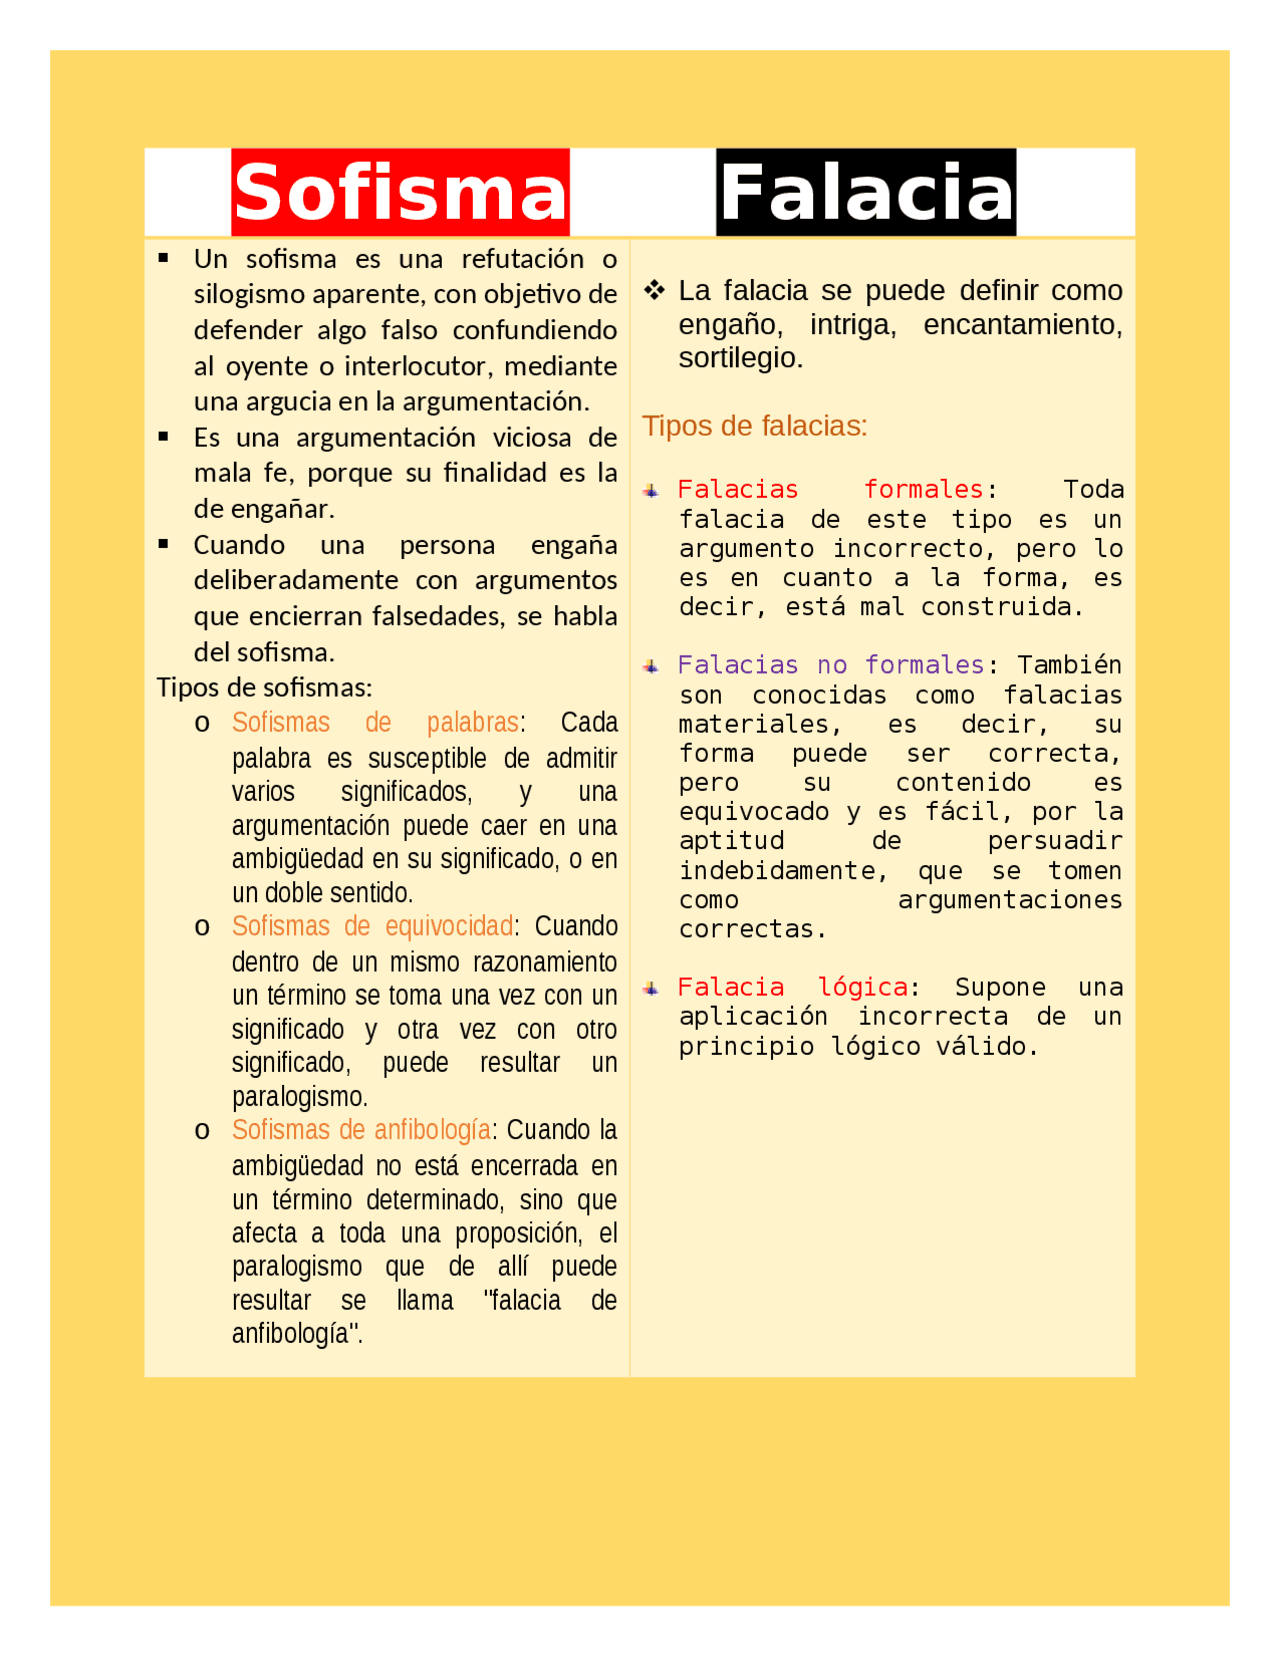 Sofisma
Falacia
▪ Un sofisma es una refutación o
silogismo aparente, con objetivo de
defender algo falso confundiendo
al oyente o interlocutor, mediante
una argucia en la argumentación.
▪ Es una argumentación viciosa de
mala fe, porque su finalidad es la
de engañar.
▪ Cuando una persona engaña
deliberadamente con argumentos
que encierran falsedades, se habla
del sofisma.
Tipos de sofismas:
o Sofismas de palabras: Cada
palabra es susceptible de admitir
varios significados, y una
argumentación puede caer en una
ambigüedad en su significado, o en
un doble sentido.
o Sofismas de equivocidad: Cuando
dentro de un mismo razonamiento
un término se toma una vez con un
significado y otra vez con otro
significado, puede resultar un
paralogismo.
o Sofismas de anfibología: Cuando la
ambigüedad no está encerrada en
un término determinado, sino que
afecta a toda una proposición, el
paralogismo que de allí puede
resultar se llama "falacia de
anfibología".
❖ La falacia se puede definir como
engaño, intriga, encantamiento,
sortilegio.
Tipos de falacias:
Falacias formales: Toda
falacia de este tipo es un
argumento incorrecto, pero lo
es en cuanto a la forma, es
decir, está mal construida.
Falacias no formales: También
son conocidas como falacias
materiales, es decir, su
forma puede ser correcta,
pero su contenido es
equivocado y es fácil, por la
aptitud de persuadir
indebidamente, que se tomen
como argumentaciones
correctas.
Falacia lógica: Supone una
aplicación incorrecta de un
principio lógico válido.